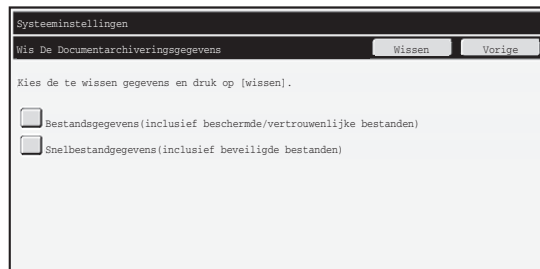 Systeeminstellingen
Wis De Documentarchiveringsgegevens Wissen Vorige
Kies de te wissen gegevens en druk op [wissen].
Bestandsgegevens(inclusief beschermde/vertrouwenlijke bestanden)
Snelbestandgegevens(inclusief beveiligde bestanden)